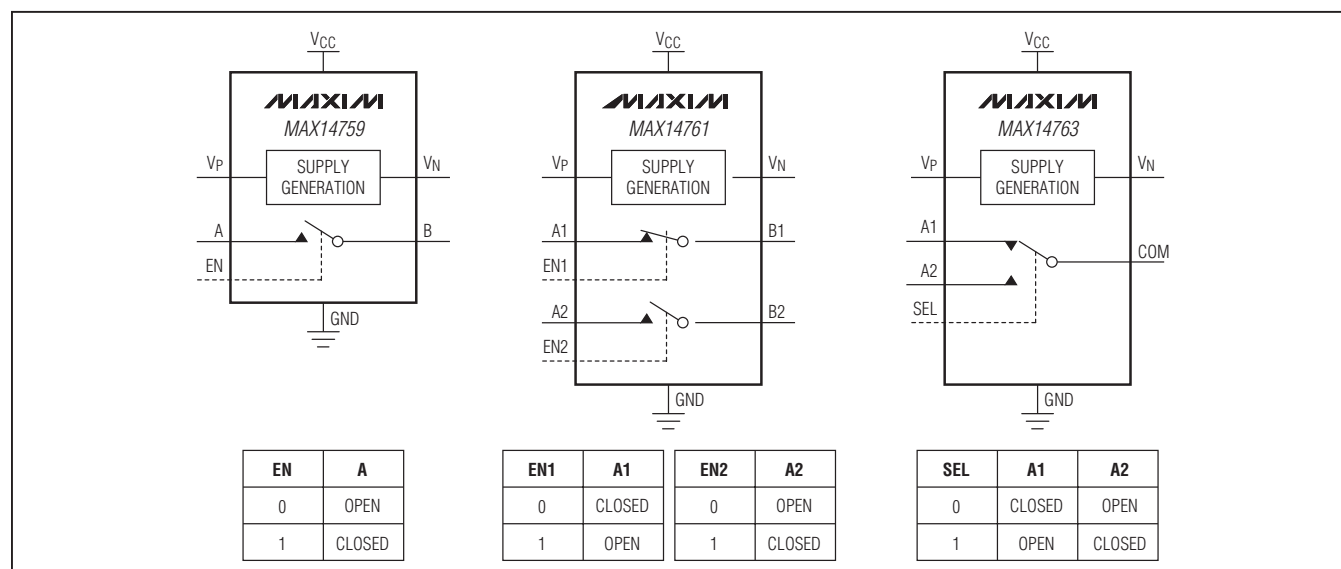 VCC
MAXIM
MAX14759
VP
SUPPLY
GENERATION
VN
A
B
EN
GND
EN A
0 OPEN
1 CLOSED
VCC
MAXIM
MAX14761
VP
SUPPLY
GENERATION
VN
A1
B1
EN1
A2
B2
EN2
GND
EN1 A1
0 CLOSED
1 OPEN
EN2 A2
0 OPEN
1 CLOSED
VCC
MAXIM
MAX14763
VP
SUPPLY
GENERATION
VN
A1
COM
A2
SEL
GND
SEL A1 A2
0 CLOSED OPEN
1 OPEN CLOSED